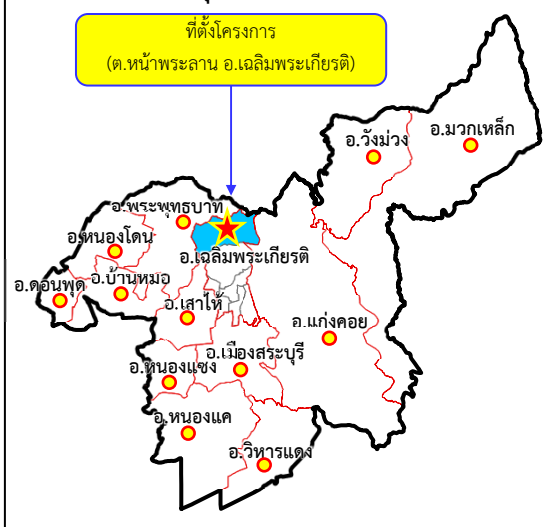 ที่ตั้งโครงการ
(ต.หน้าพระลาน อ.เฉลิมพระเกียรติ)
อ.มวกเหล็ก
อ.วังม่วง
อ.พระพุทธบาท
อ.หนองโดน
อ.เฉลิมพระเกียรติ
อ.บ้านหมอ
อ.ดอนพุด
อ.เสาไห้
อ.แก่งคอย
อ.เมืองสระบุรี
อ.หนองแซง
อ.หนองแค
อ.วิหารแดง